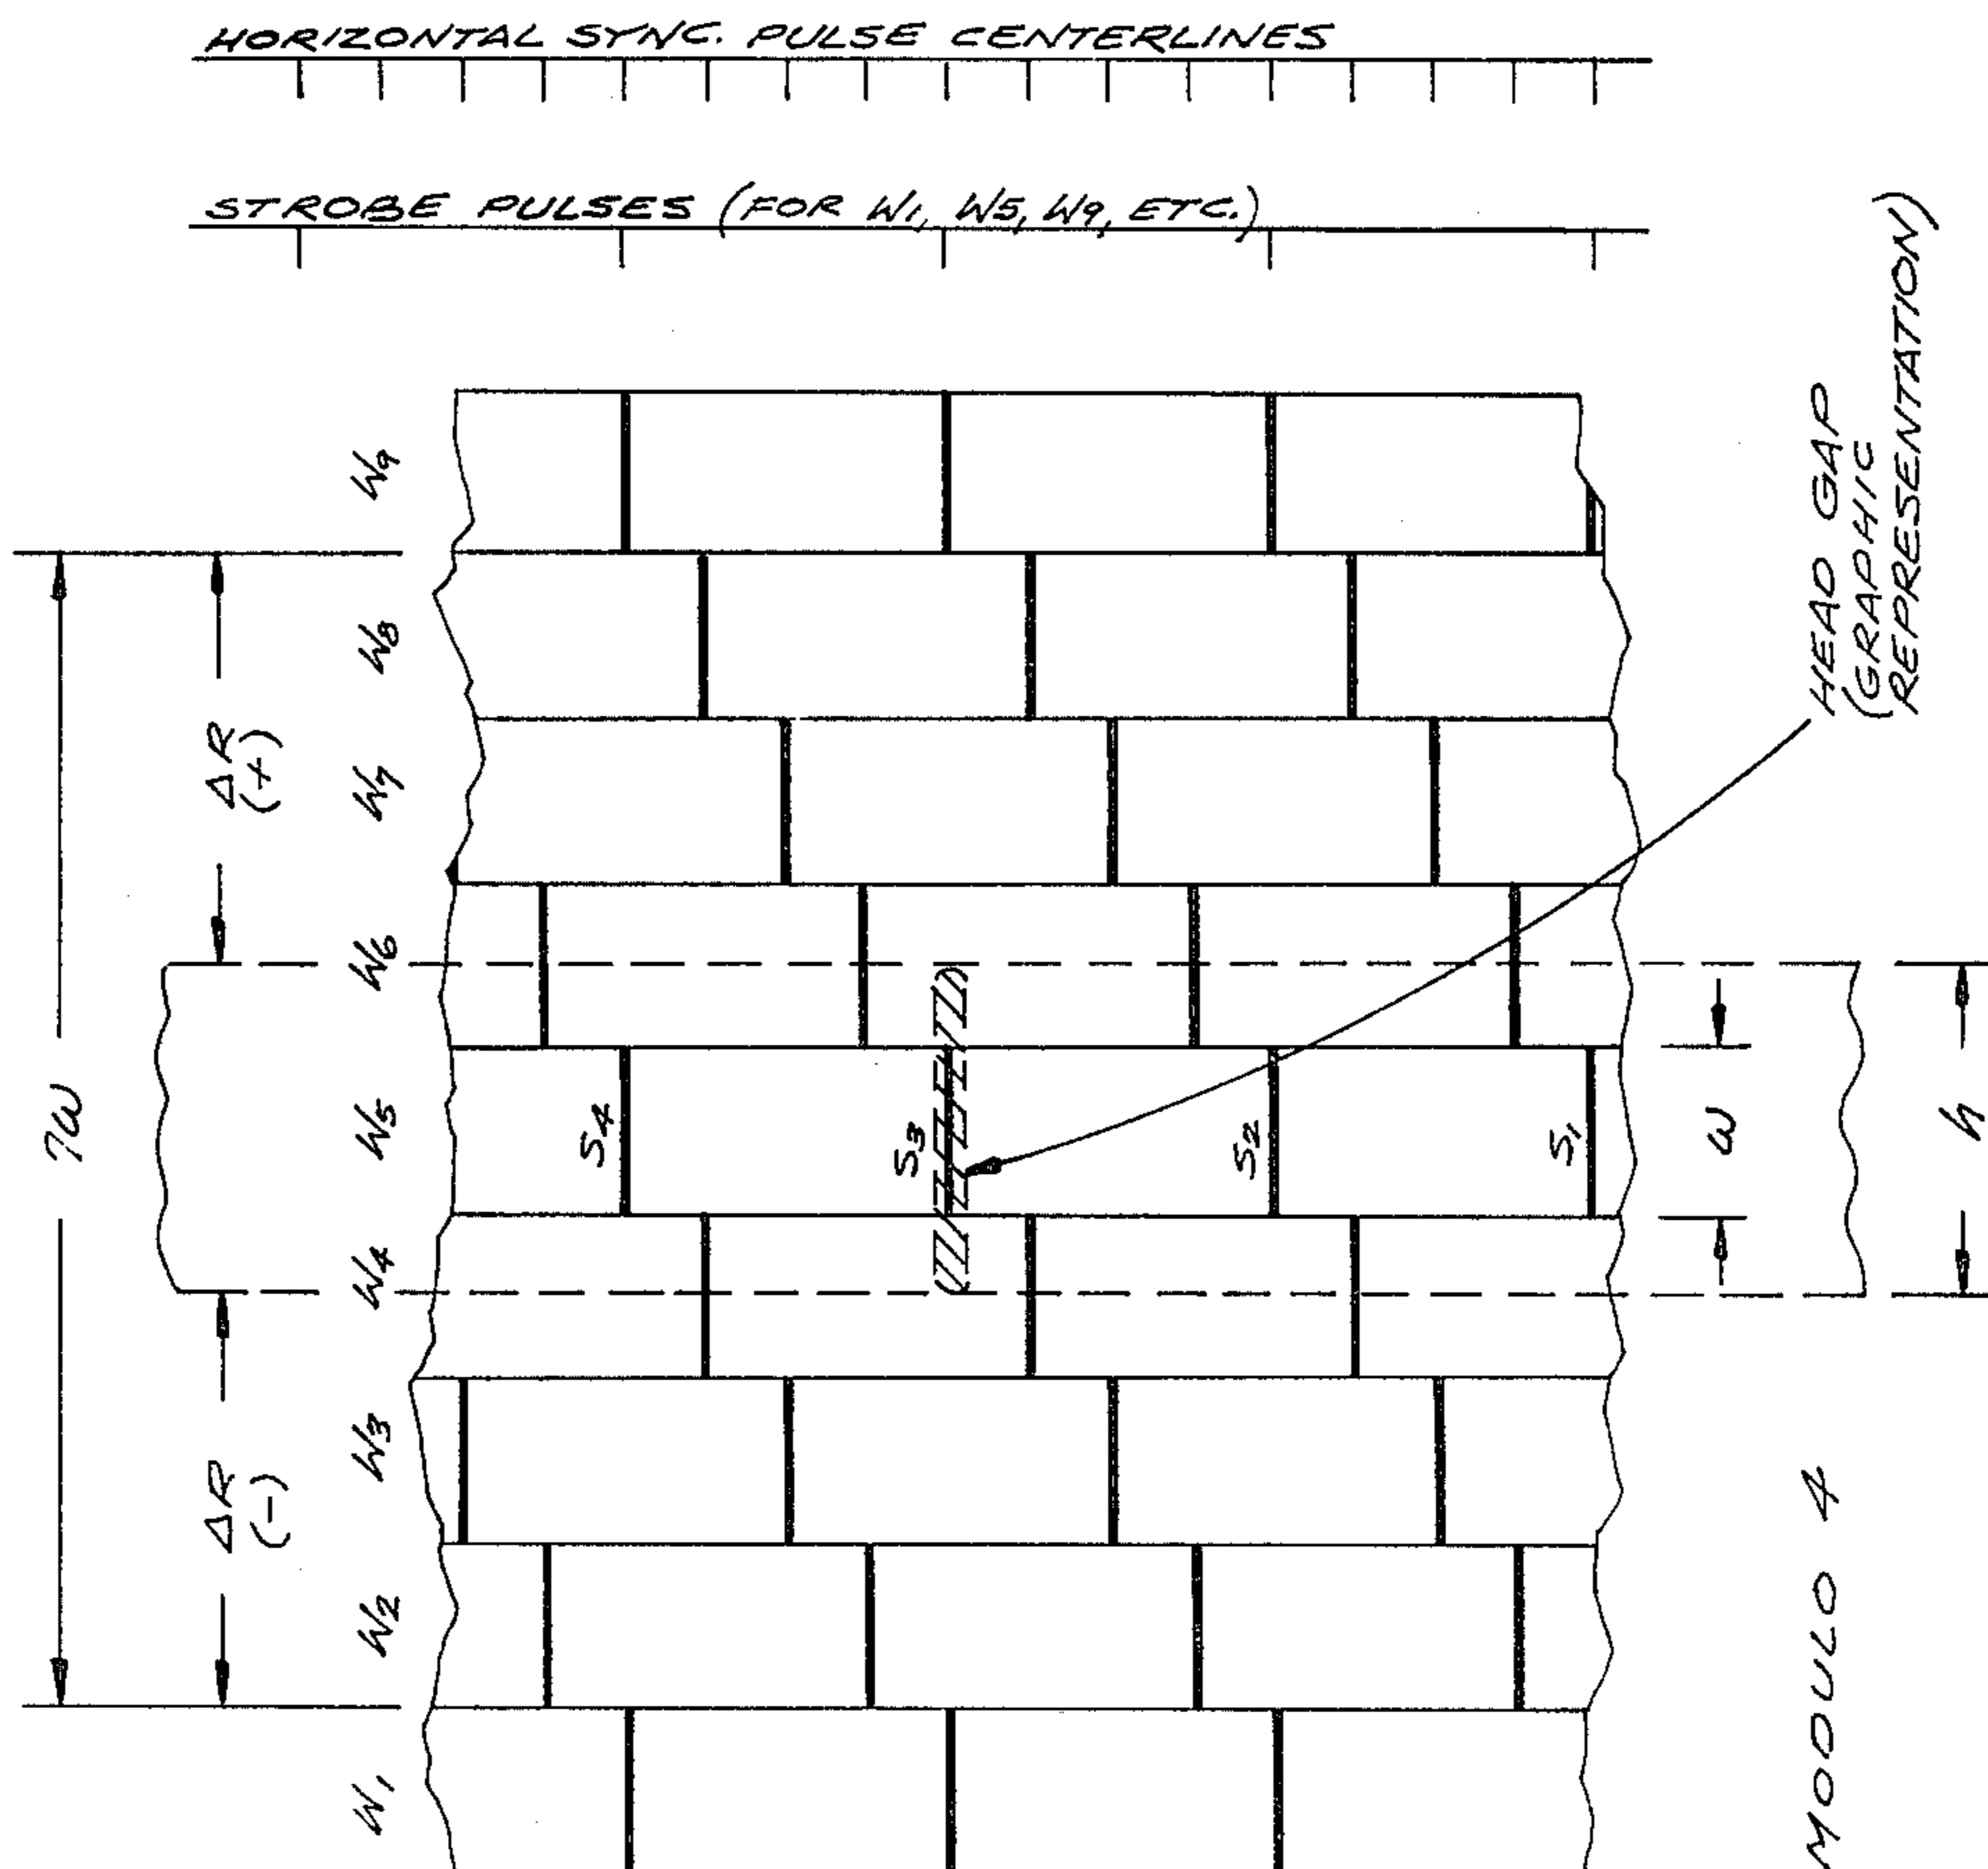 HORIZONTAL SYNC. PULSE CENTERLINES
STROBE PULSES (FOR W1, W5, W9, ETC.)
HEAD GAP
(GRAPHIC
REPRESENTATION)
W9
W8
ΔR
(+)
W7
W6
7W
W5
S4
S3
S2
S1
W
h
W4
ΔR
(-)
W3
W2
W1
MODULO 4